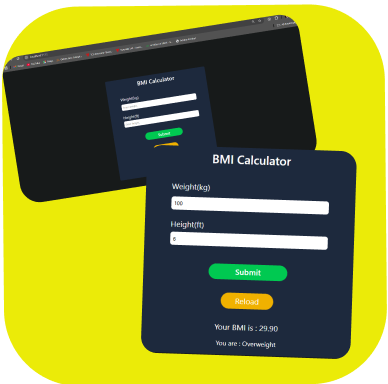 BMI Calculator
Weight(kg)
Height(ft)
Submit
BMI Calculator
Weight(kg)
100
Height(ft)
6
Submit
Reload
Your BMI is : 29.90
You are : Overweight